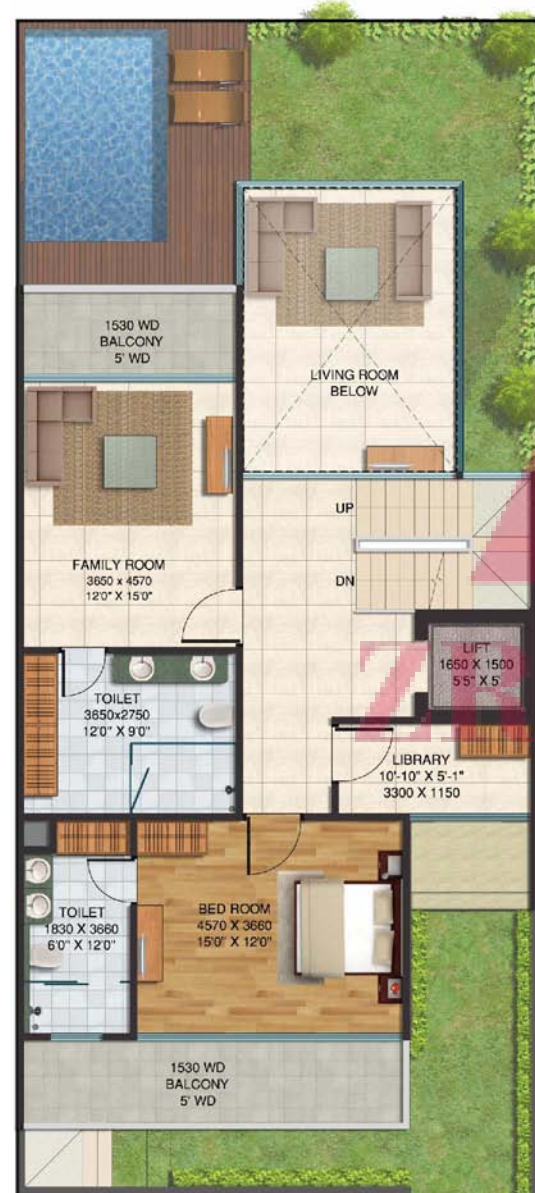 1530 WD
BALCONY
5' WD
LIVING ROOM
BELOW
UP
FAMILY ROOM
3650 x 4570
12'0" X 15'0"
DN
LIFT
1650 X 1500
5'5" X 5'
TOILET
3650x2750
12'0" X 9'0"
LIBRARY
10'-10" X 5'-1"
3300 X 1150
TOILET
1830 X 3660
6'0" X 12'0"
BED ROOM
4570 X 3660
15'0" X 12'0"
1530 WD
BALCONY
5' WD